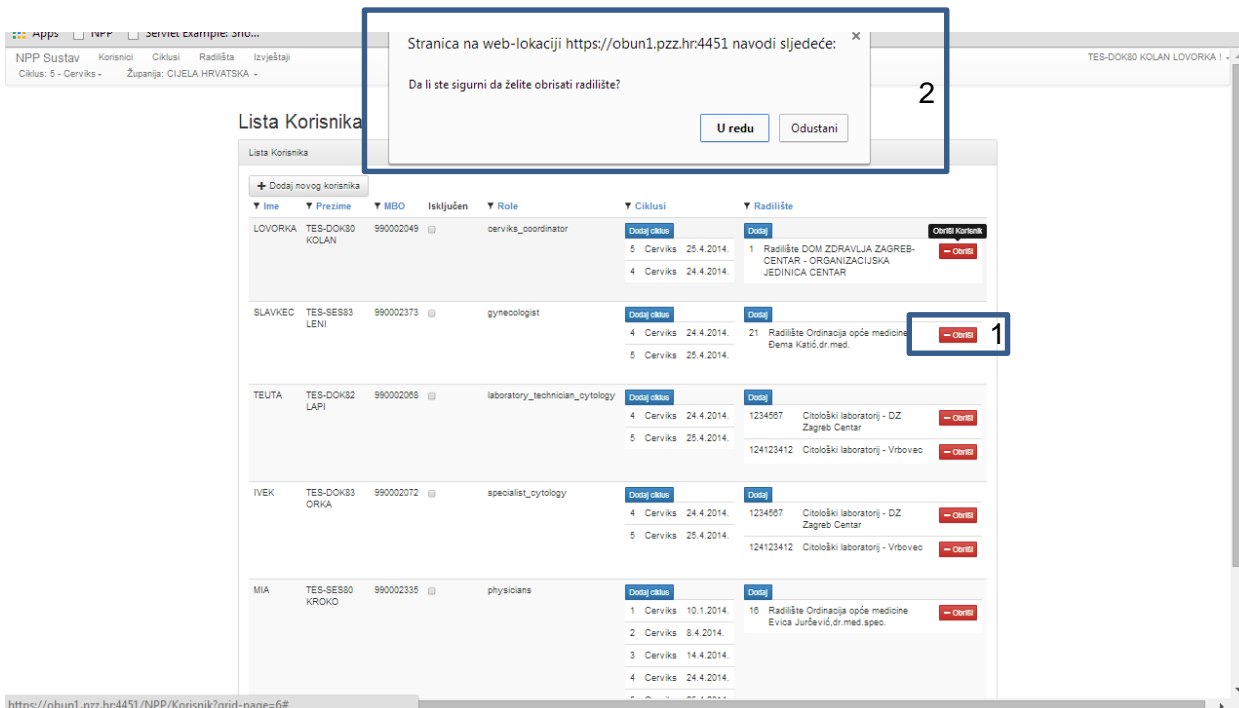 Apps NPP Servlet Example: Sno...
NPP Sustav Korisnici Ciklusi Radilišta Izvještaji TES-DOK80 KOLAN LOVORKA !
Ciklus: 5 - Cerviks Županija: CIJELA HRVATSKA
Stranica na web-lokaciji https://obun1.pzz.hr:4451 navodi sljedeće: ×
Da li ste sigurni da želite obrisati radilište?
2
U redu Odustani
Lista Korisnika
Lista Korisnika
+ Dodaj novog korisnika
Ime Prezime MBO Isključen Role Ciklusi Radilište
LOVORKA TES-DOK80 990002049 cerviks_coordinator Dodaj ciklus Dodaj Obriši Korisnik
KOLAN 5 Cerviks 25.4.2014. 1 Radilište DOM ZDRAVLJA ZAGREB- – Obriši
CENTAR - ORGANIZACIJSKA
4 Cerviks 24.4.2014. JEDINICA CENTAR
SLAVKEC TES-SES83 990002373 gynecologist Dodaj ciklus Dodaj
LENI 4 Cerviks 24.4.2014. 21 Radilište Ordinacija opće medicine – Obriši 1
Đema Katić,dr.med.
5 Cerviks 25.4.2014.
TEUTA TES-DOK82 990002068 laboratory_technician_cytology Dodaj ciklus Dodaj
LAPI 4 Cerviks 24.4.2014. 1234567 Citološki laboratorij - DZ – Obriši
Zagreb Centar
5 Cerviks 25.4.2014.
124123412 Citološki laboratorij - Vrbovec – Obriši
IVEK TES-DOK83 990002072 specialist_cytology Dodaj ciklus Dodaj
ORKA 4 Cerviks 24.4.2014. 1234567 Citološki laboratorij - DZ – Obriši
Zagreb Centar
5 Cerviks 25.4.2014.
124123412 Citološki laboratorij - Vrbovec – Obriši
MIA TES-SES80 990002335 physicians Dodaj ciklus Dodaj
KROKO 1 Cerviks 10.1.2014. 16 Radilište Ordinacija opće medicine – Obriši
Evica Jurčević,dr.med.spec.
2 Cerviks 8.4.2014.
3 Cerviks 14.4.2014.
4 Cerviks 24.4.2014.
5 Cerviks 25.4.2014.
https://obun1.pzz.hr:4451/NPP/Korisnik?grid-page=6#